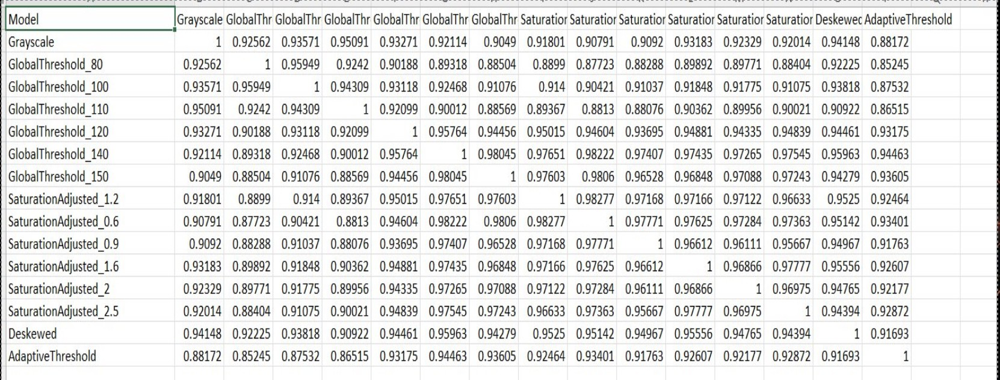 Model Grayscale GlobalThr GlobalThr GlobalThr GlobalThr GlobalThr GlobalThr Saturation Saturation Saturation Saturation Saturation Saturation Deskewed AdaptiveThreshold
Grayscale 1 0.92562 0.93571 0.95091 0.93271 0.92114 0.9049 0.91801 0.90791 0.9092 0.93183 0.92329 0.92014 0.94148 0.88172
GlobalThreshold_80 0.92562 1 0.95949 0.9242 0.90188 0.89318 0.88504 0.8899 0.87723 0.88288 0.89892 0.89771 0.88404 0.92225 0.85245
GlobalThreshold_100 0.93571 0.95949 1 0.94309 0.93118 0.92468 0.91076 0.914 0.90421 0.91037 0.91848 0.91775 0.91075 0.93818 0.87532
GlobalThreshold_110 0.95091 0.9242 0.94309 1 0.92099 0.90012 0.88569 0.89367 0.8813 0.88076 0.90362 0.89956 0.90021 0.90922 0.86515
GlobalThreshold_120 0.93271 0.90188 0.93118 0.92099 1 0.95764 0.94456 0.95015 0.94604 0.93695 0.94881 0.94335 0.94839 0.94461 0.93175
GlobalThreshold_140 0.92114 0.89318 0.92468 0.90012 0.95764 1 0.98045 0.97651 0.98222 0.97407 0.97435 0.97265 0.97545 0.95963 0.94463
GlobalThreshold_150 0.9049 0.88504 0.91076 0.88569 0.94456 0.98045 1 0.97603 0.9806 0.96528 0.96848 0.97088 0.97243 0.94279 0.93605
SaturationAdjusted_1.2 0.91801 0.8899 0.914 0.89367 0.95015 0.97651 0.97603 1 0.98277 0.97168 0.97166 0.97122 0.96633 0.9525 0.92464
SaturationAdjusted_0.6 0.90791 0.87723 0.90421 0.8813 0.94604 0.98222 0.9806 0.98277 1 0.97771 0.97625 0.97284 0.97363 0.95142 0.93401
SaturationAdjusted_0.9 0.9092 0.88288 0.91037 0.88076 0.93695 0.97407 0.96528 0.97168 0.97771 1 0.96612 0.96111 0.95667 0.94967 0.91763
SaturationAdjusted_1.6 0.93183 0.89892 0.91848 0.90362 0.94881 0.97435 0.96848 0.97166 0.97625 0.96612 1 0.96866 0.97777 0.95556 0.92607
SaturationAdjusted_2 0.92329 0.89771 0.91775 0.89956 0.94335 0.97265 0.97088 0.97122 0.97284 0.96111 0.96866 1 0.96975 0.94765 0.92177
SaturationAdjusted_2.5 0.92014 0.88404 0.91075 0.90021 0.94839 0.97545 0.97243 0.96633 0.97363 0.95667 0.97777 0.96975 1 0.94394 0.92872
Deskewed 0.94148 0.92225 0.93818 0.90922 0.94461 0.95963 0.94279 0.9525 0.95142 0.94967 0.95556 0.94765 0.94394 1 0.91693
AdaptiveThreshold 0.88172 0.85245 0.87532 0.86515 0.93175 0.94463 0.93605 0.92464 0.93401 0.91763 0.92607 0.92177 0.92872 0.91693 1